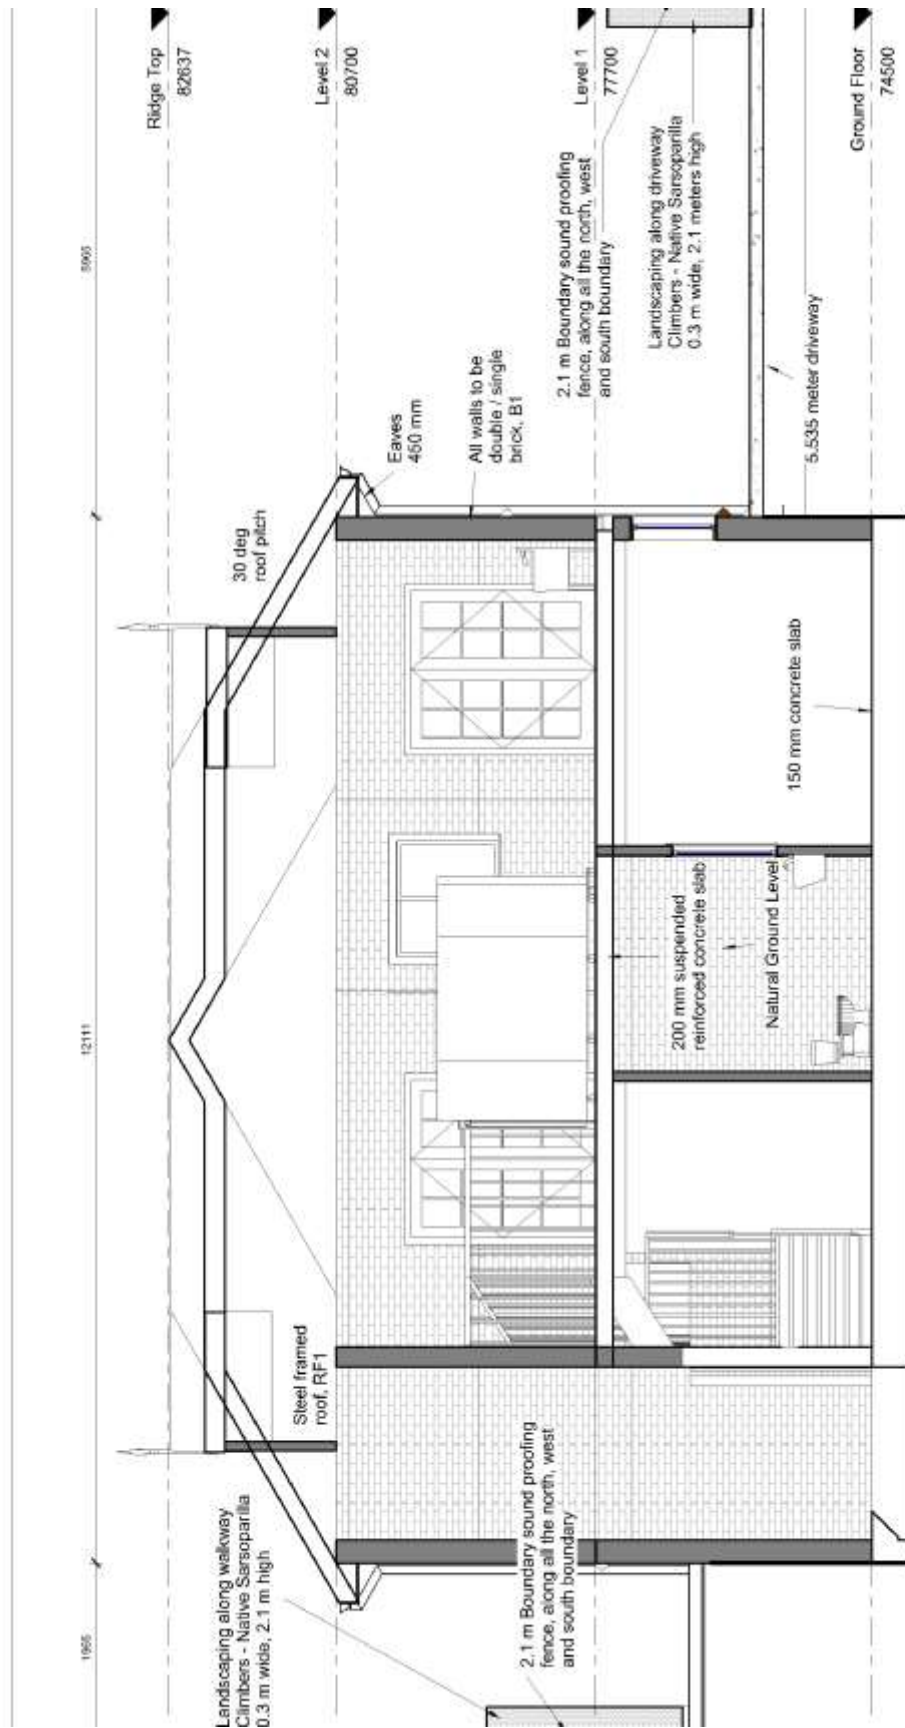 12111
Ridge Top
82637
Landscaping along walkway
Climbers - Native Sarsoparilla
0.3 m wide, 2.1 m high
Steel framed
roof, RF1
30 deg
roof pitch
Level 2
80700
Eaves
450 mm
All walls to be
double / single
brick, B1
2.1 m Boundary sound proofing
fence, along all the north, west
and south boundary
Level 1
77700
2.1 m Boundary sound proofing
fence, along all the north, west
and south boundary
Landscaping along driveway
Climbers - Native Sarsoparilla
0.3 m wide, 2.1 meters high
200 mm suspended
reinforced concrete slab
Natural Ground Level
150 mm concrete slab
5.535 meter driveway
Ground Floor
74500